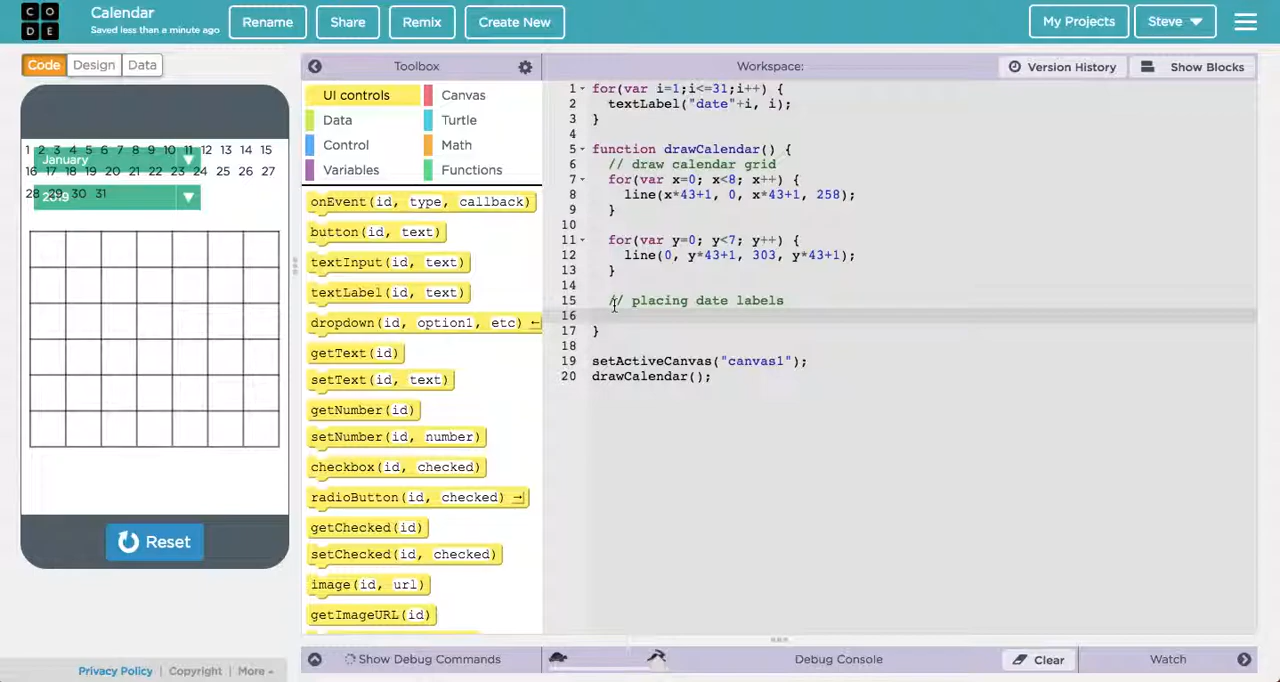 CO
DE
Calendar
Saved less than a minute ago
Rename
Share
Remix
Create New
My Projects
Steve
Code
Design
Data
Toolbox
Workspace:
Version History
Show Blocks
1 2 3 4 5 6 7 8 9 10 11 12 13 14 15
January
16 17 18 19 20 21 22 23 24 25 26 27
28 29 30 31
UI controls
Canvas
Data
Turtle
Control
Math
Variables
Functions
onEvent(id, type, callback)
button(id, text)
textInput(id, text)
textLabel(id, text)
dropdown(id, option1, etc) ←
getText(id)
setText(id, text)
getNumber(id)
setNumber(id, number)
checkbox(id, checked)
radioButton(id, checked) →
getChecked(id)
setChecked(id, checked)
image(id, url)
getImageURL(id)
1 for(var i=1;i<=31;i++) {
2 textLabel("date"+i, i);
3 }
4
5 function drawCalendar() {
6 // draw calendar grid
7 for(var x=0; x<8; x++) {
8 line(x*43+1, 0, x*43+1, 258);
9 }
10
11 for(var y=0; y<7; y++) {
12 line(0, y*43+1, 303, y*43+1);
13 }
14
15 // placing date labels
16
17 }
18
19 setActiveCanvas("canvas1");
20 drawCalendar();
Reset
Privacy Policy | Copyright | More
Show Debug Commands
Debug Console
Clear
Watch